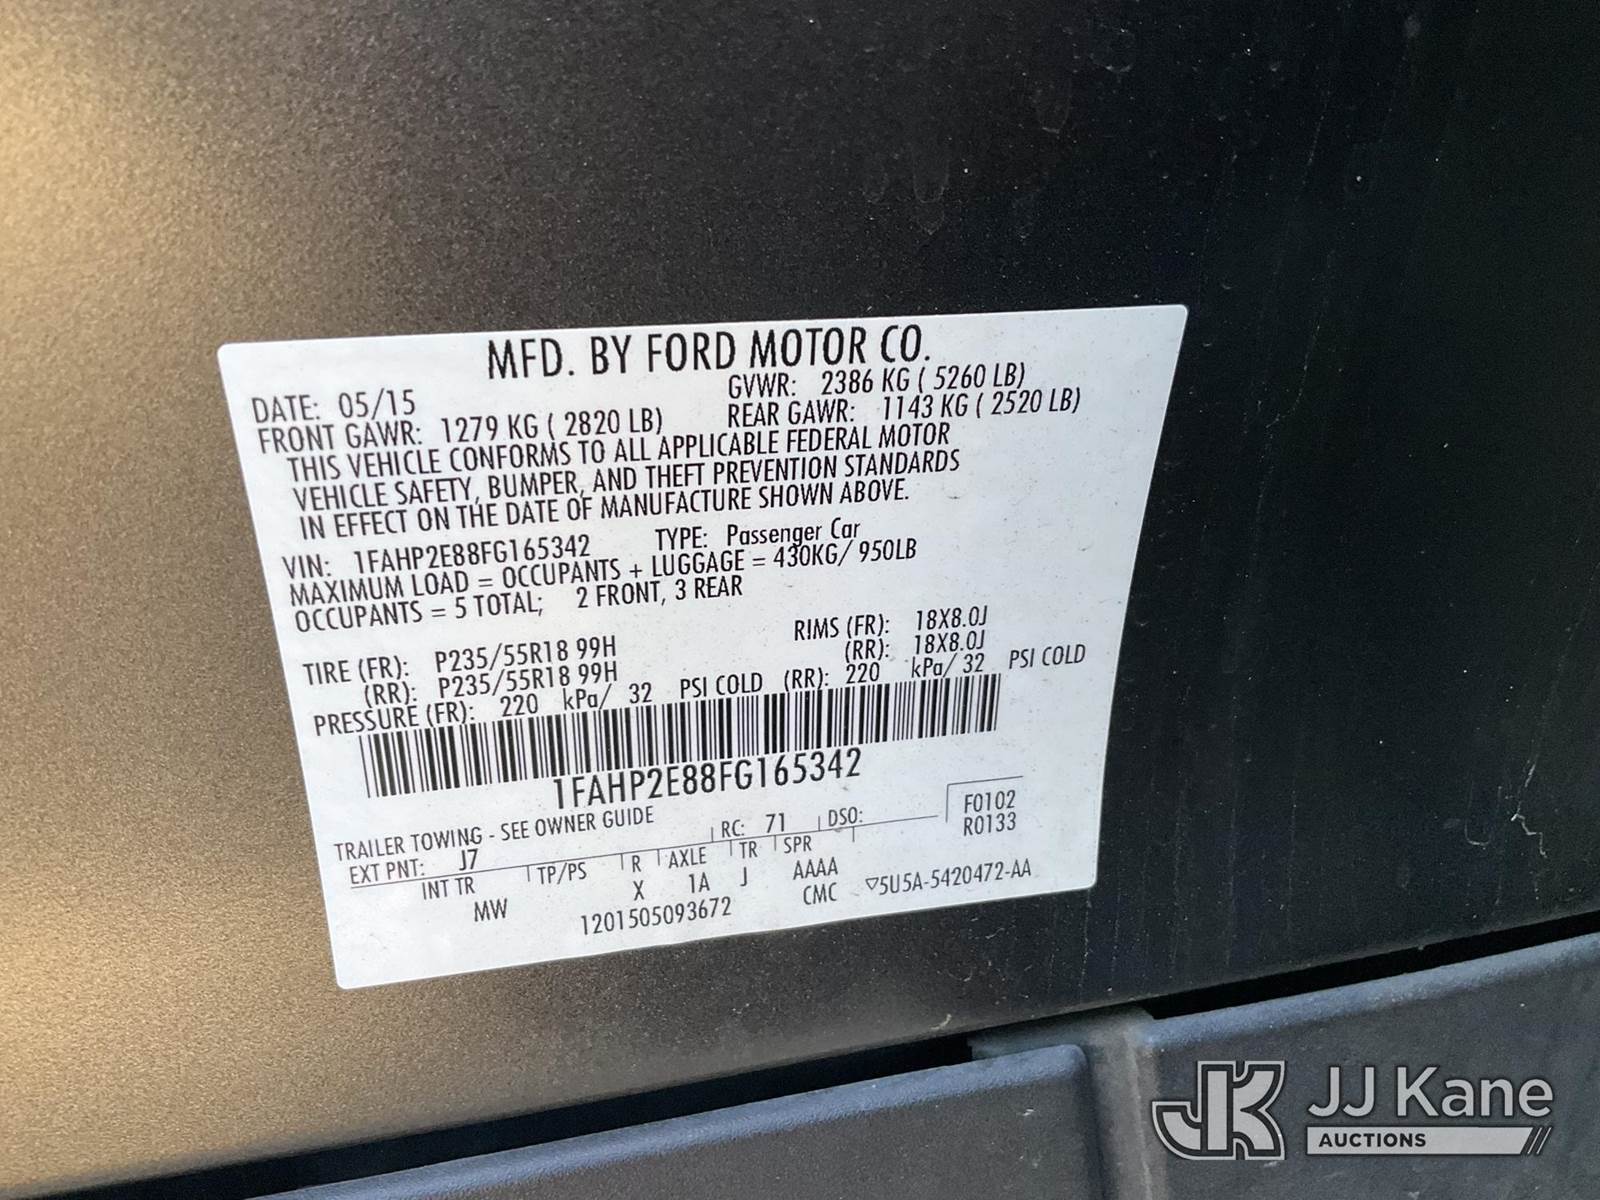 MFD. BY FORD MOTOR CO.
DATE: 05/15 GVWR: 2386 KG ( 5260 LB)
FRONT GAWR: 1279 KG ( 2820 LB) REAR GAWR: 1143 KG ( 2520 LB)
THIS VEHICLE CONFORMS TO ALL APPLICABLE FEDERAL MOTOR
VEHICLE SAFETY, BUMPER, AND THEFT PREVENTION STANDARDS
IN EFFECT ON THE DATE OF MANUFACTURE SHOWN ABOVE.
VIN: 1FAHP2E88FG165342 TYPE: Passenger Car
MAXIMUM LOAD = OCCUPANTS + LUGGAGE = 430KG/ 950LB
OCCUPANTS = 5 TOTAL; 2 FRONT, 3 REAR
TIRE (FR): P235/55R18 99H RIMS (FR): 18X8.0J
(RR): P235/55R18 99H (RR): 18X8.0J
PRESSURE (FR): 220 kPa/ 32 PSI COLD (RR): 220 kPa/ 32 PSI COLD
1FAHP2E88FG165342
TRAILER TOWING - SEE OWNER GUIDE
F0102
EXT PNT: J7 RC: 71 DSO: R0133
INT TR TP/PS R AXLE TR SPR
MW X 1A J AAAA
1201505093672 CMC ▽5U5A-5420472-AA
JK JJ Kane
AUCTIONS